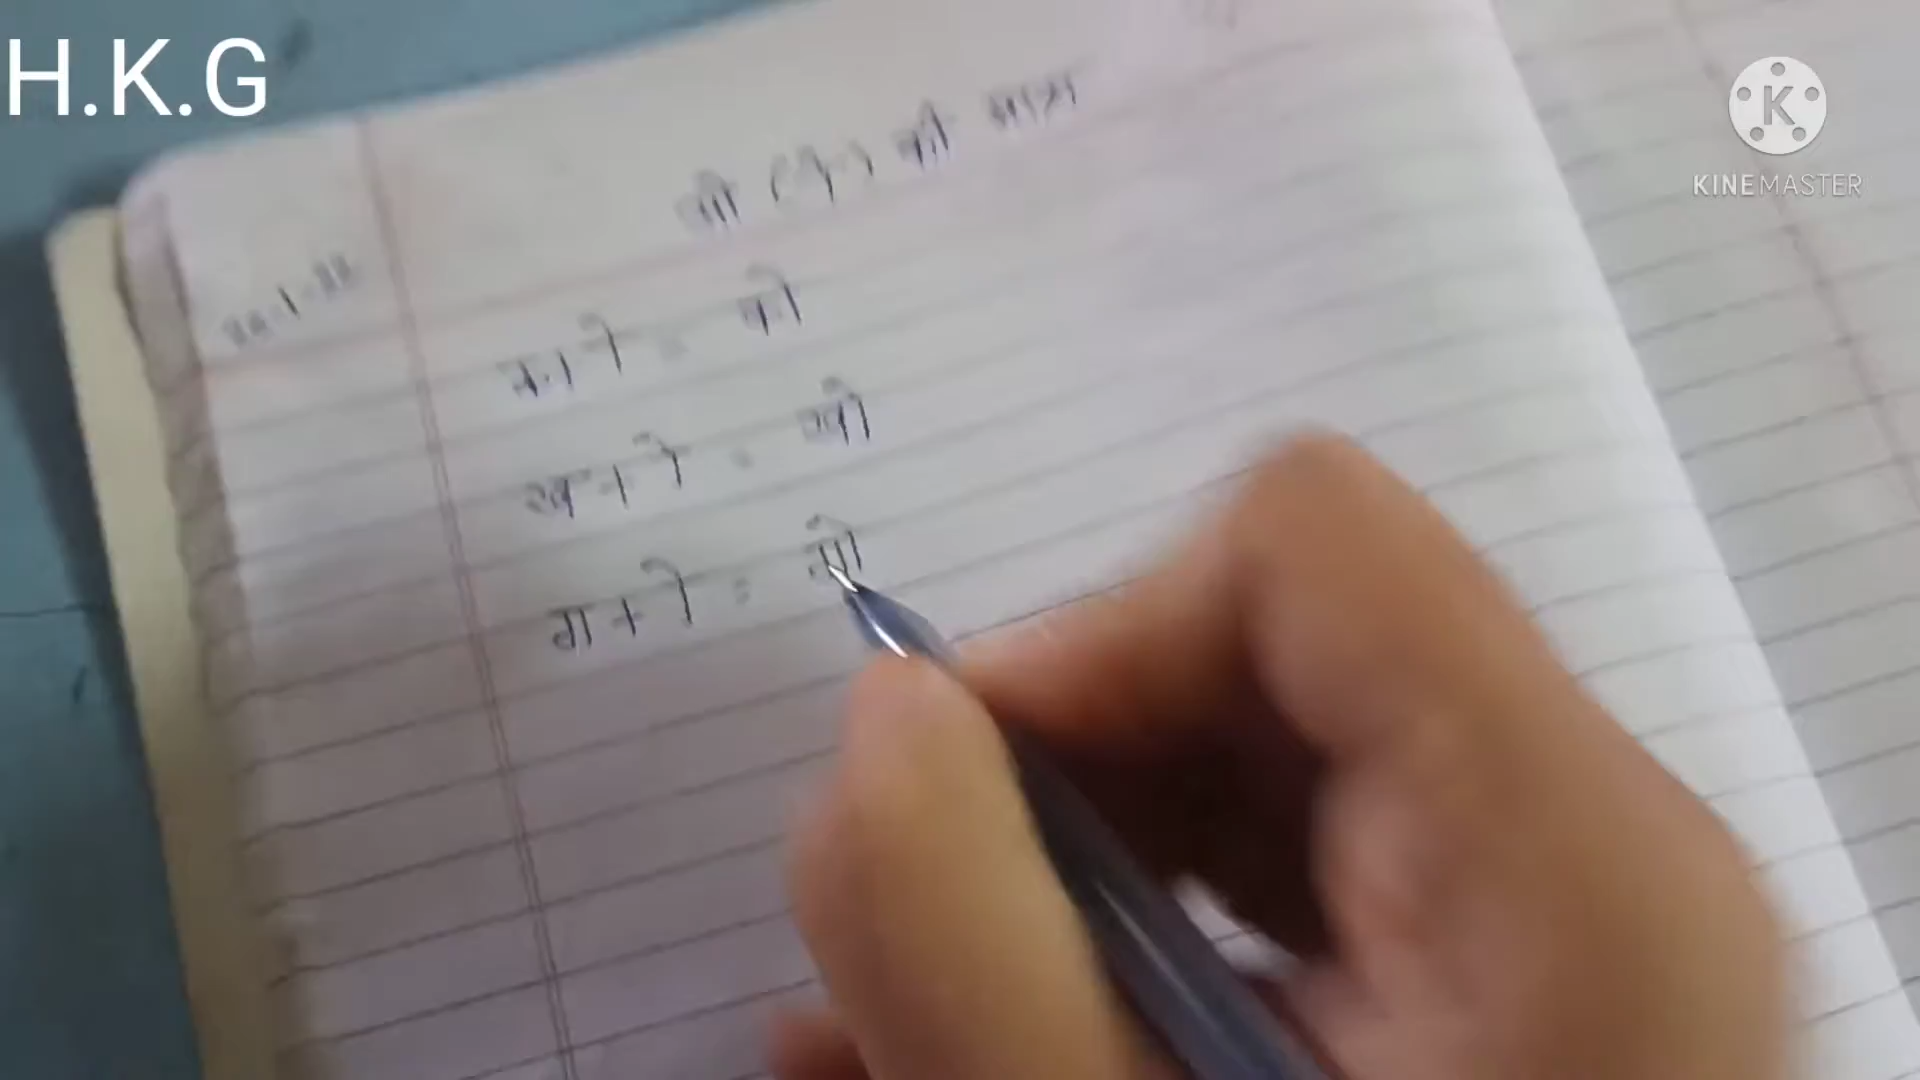 H.K.G
KINEMASTER
ओ (ो) की मात्रा
क + ो = को
ख + ो = खो
ग + ो = गो